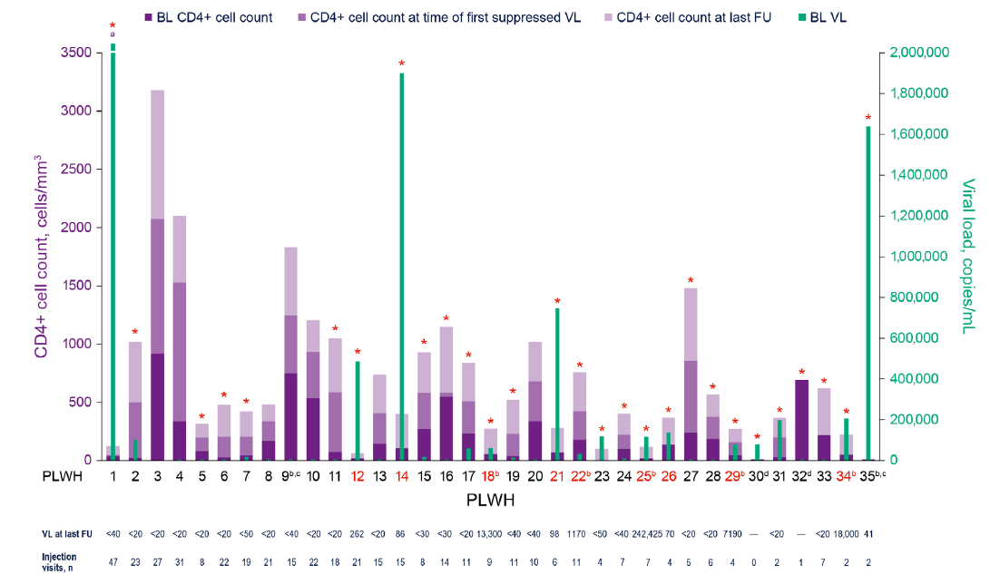 BL CD4+ cell count CD4+ cell count at time of first suppressed VL CD4+ cell count at last FU BL VL
* a
3500 2,000,000
3000 1,800,000
2500 1,600,000
2000 1,400,000
1500 1,200,000
1000 1,000,000
500 800,000
0 600,000
400,000
200,000
0
CD4+ cell count, cells/mm³
Viral load, copies/mL
* * * * * * * * * * * * * * * * * * * * * * * * * *
PLWH 1 2 3 4 5 6 7 8 9b,c 10 11 12 13 14 15 16 17 18b 19 20 21 22b 23 24 25b 26 27 28 29b 30d 31 32d 33 34b 35b,c
PLWH
VL at last FU <40 <20 <20 <20 <20 <20 <50 <20 <40 <20 <20 262 <20 86 <30 <30 <20 13,300 <40 <40 98 1170 <50 <40 242,425 70 <20 <20 7190 — <20 — <20 18,000 41
Injection
visits, n 47 23 27 31 8 22 19 21 15 22 18 11 15 15 8 14 11 9 11 10 6 11 4 7 7 4 5 6 4 0 2 1 7 2 2